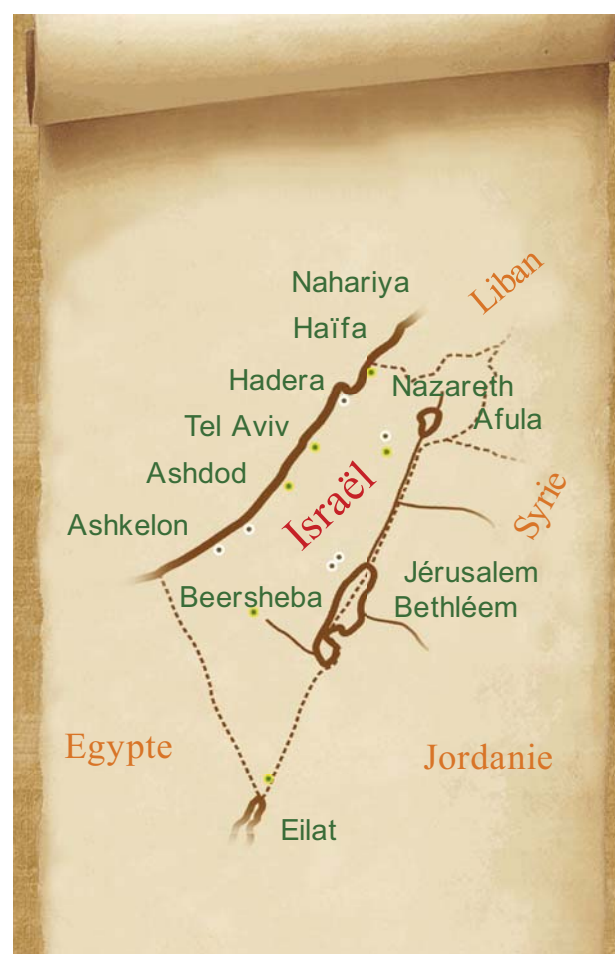 Liban
Nahariya
Haïfa
Hadera
Nazareth
Tel Aviv
Afula
Ashdod
Israël
Syrie
Ashkelon
Jérusalem
Beersheba
Bethléem
Egypte
Jordanie
Eilat